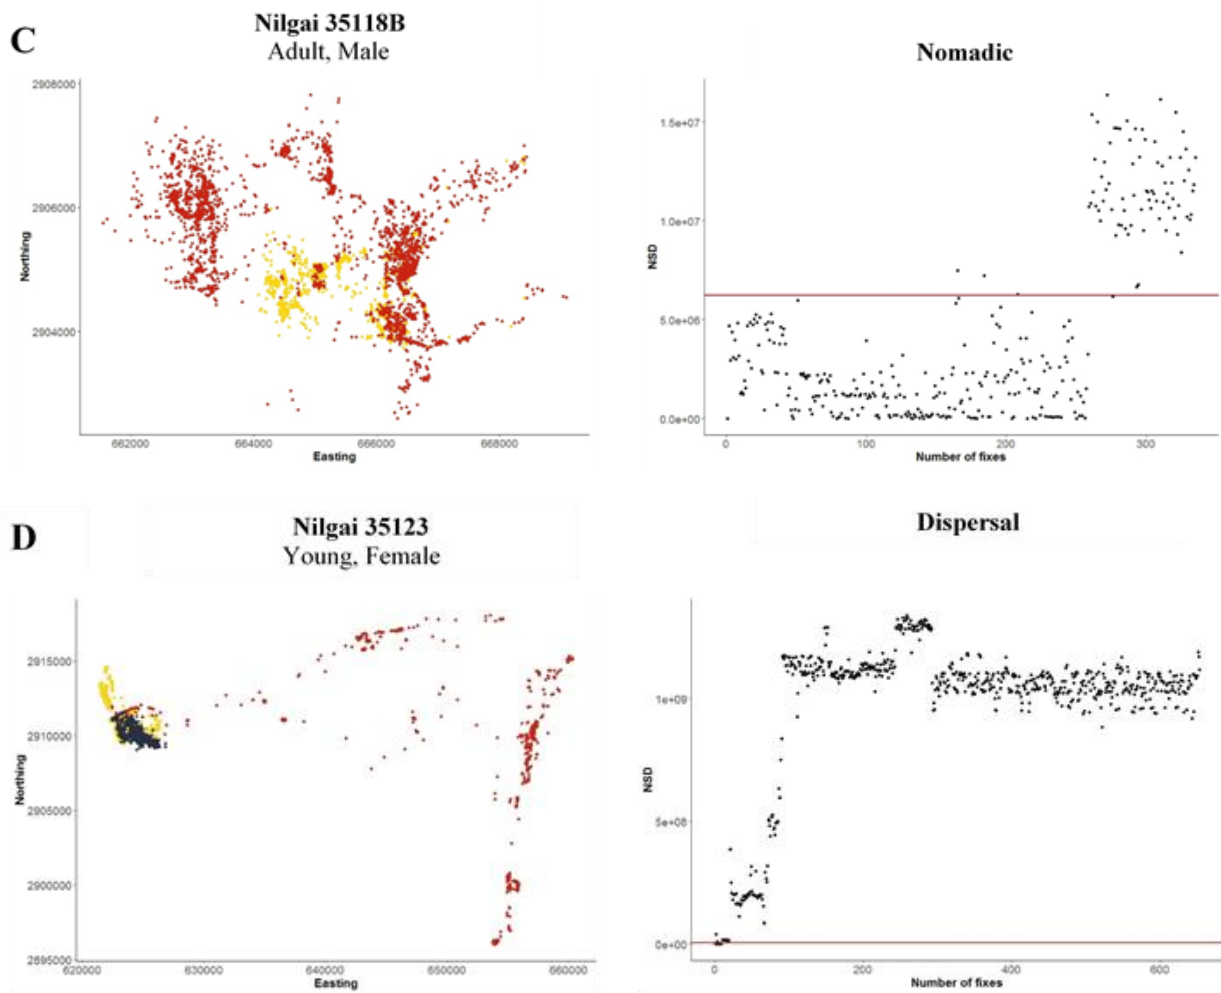 C
Nilgai 35118B
Adult, Male
Nomadic
2908000
2906000
2904000
Northing
662000
664000
666000
668000
Easting
1.5e+07
1.0e+07
5.0e+06
0.0e+00
NSD
0
100
200
300
Number of fixes
D
Nilgai 35123
Young, Female
Dispersal
2915000
2910000
2905000
2900000
2895000
Northing
620000
630000
640000
650000
660000
Easting
1e+09
5e+08
0e+00
NSD
0
200
400
600
Number of fixes